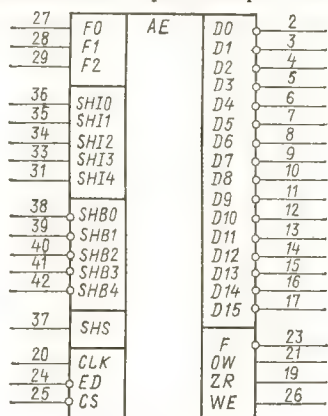 27 F0 AE D0 2
28 F1 D1 3
29 F2 D2 4
D3 5
36 SHI0 D4 6
35 SHI1 D5 7
34 SHI2 D6 8
33 SHI3 D7 9
31 SHI4 D8 10
D9 11
38 SHB0 D10 12
39 SHB1 D11 13
40 SHB2 D12 14
41 SHB3 D13 15
42 SHB4 D14 16
D15 17
37 SHS
F 23
20 CLK OW 21
24 ED ZR 19
25 CS WE 26